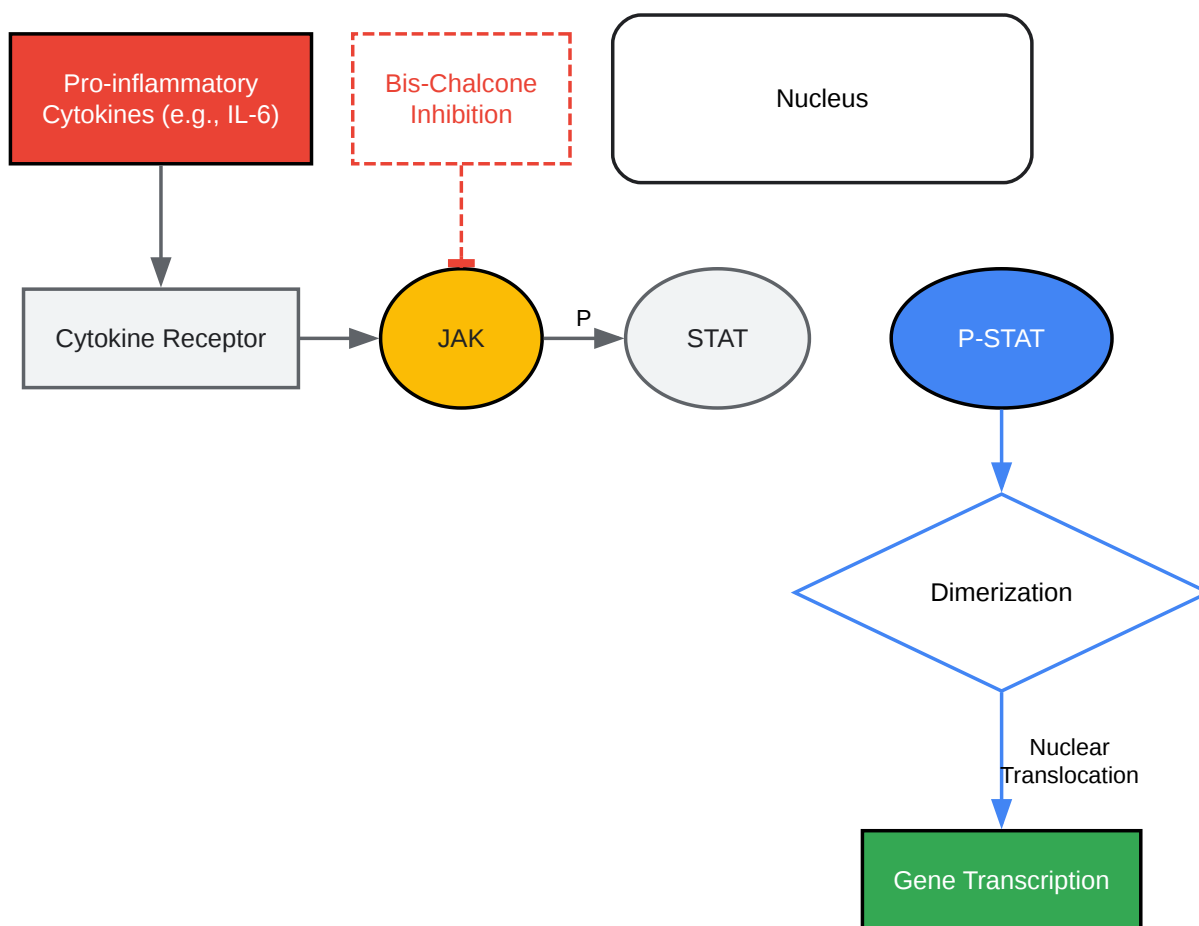 Pro-inflammatory
Cytokines (e.g., IL-6)
Bis-Chalcone
Inhibition
Nucleus
Cytokine Receptor
JAK
P
STAT
P-STAT
Dimerization
Nuclear
Translocation
Gene Transcription